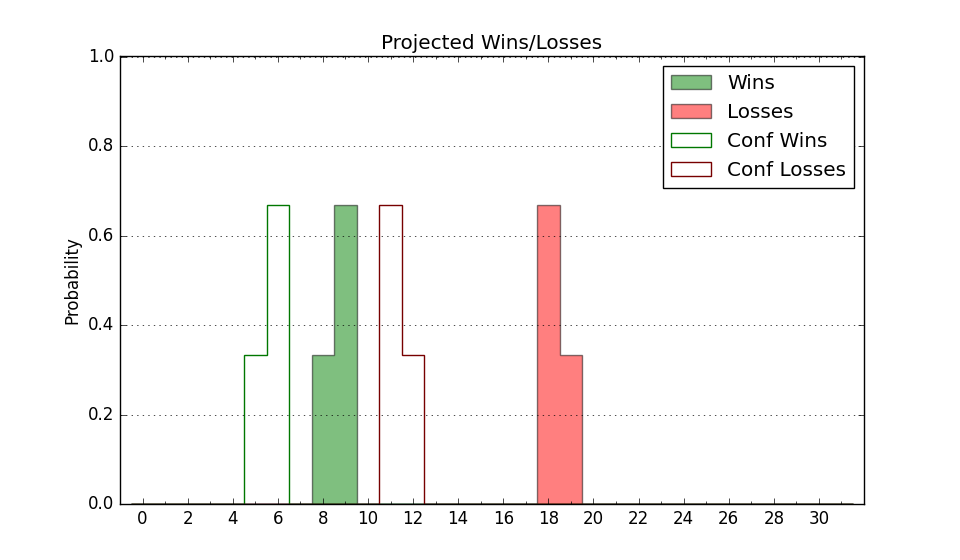 Projected Wins/Losses
1.0
0.8
0.6
0.4
0.2
0.0
Probability
Wins
Losses
Conf Wins
Conf Losses
0 2 4 6 8 10 12 14 16 18 20 22 24 26 28 30